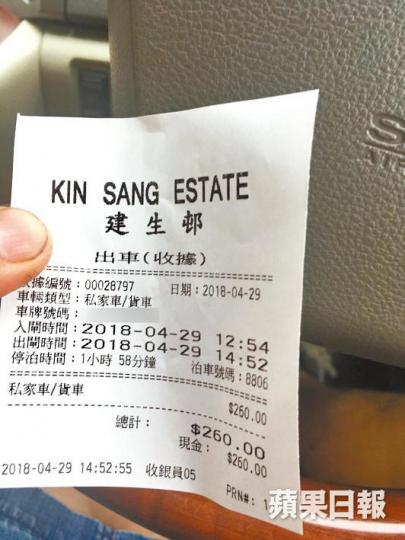 KIN SANG ESTATE
建生邨
出車(收據)
收據編號：00028797 日期：2018-04-29
車輛類型：私家車/貨車
車牌號碼：
入閘時間：2018-04-29 12:54
出閘時間：2018-04-29 14:52
停泊時間：1小時 58分鐘 泊車號碼：8806
私家車/貨車
$260.00
總計： $260.00
現金： $260.00
2018-04-29 14:52:55 收銀員05
PRN#: 1
蘋果日報